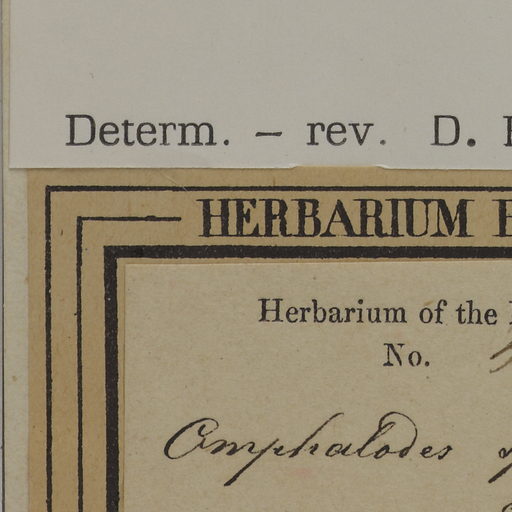 Determ. – rev. D.
HERBARIUM
Herbarium of the
No.
Omphalodes